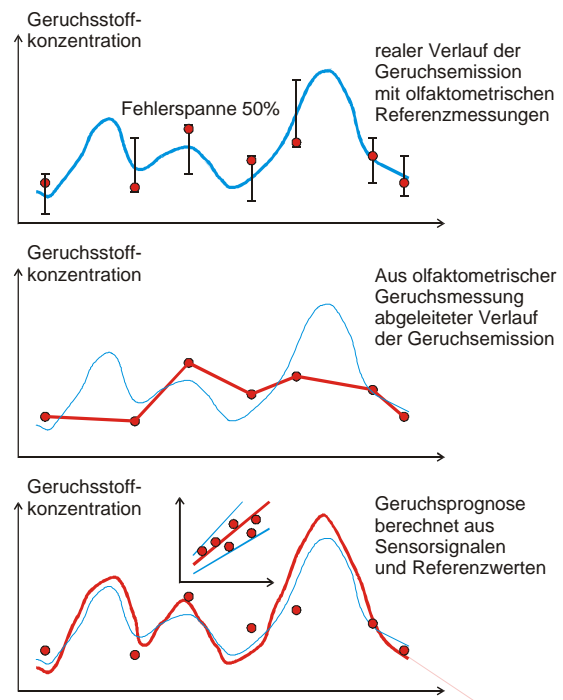 Geruchsstoff-
konzentration
realer Verlauf der
Geruchsemission
mit olfaktometrischen
Referenzmessungen
Fehlerspanne 50%
Geruchsstoff-
konzentration
Aus olfaktometrischer
Geruchsmessung
abgeleiteter Verlauf
der Geruchsemission
Geruchsstoff-
konzentration
Geruchsprognose
berechnet aus
Sensorsignalen
und Referenzwerten